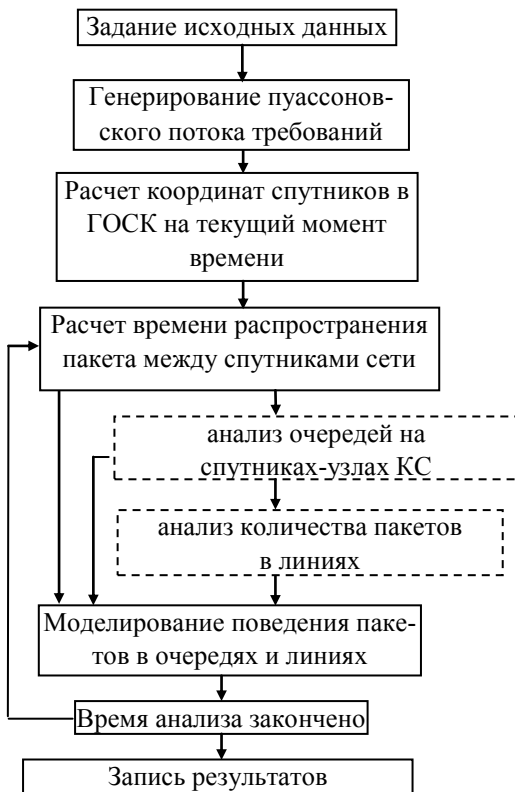 Задание исходных данных
Генерирование пуассонов-
ского потока требований
Расчет координат спутников в
ГОСК на текущий момент
времени
Расчет времени распространения
пакета между спутниками сети
анализ очередей на
спутниках-узлах КС
анализ количества пакетов
в линиях
Моделирование поведения паке-
тов в очередях и линиях
Время анализа закончено
Запись результатов